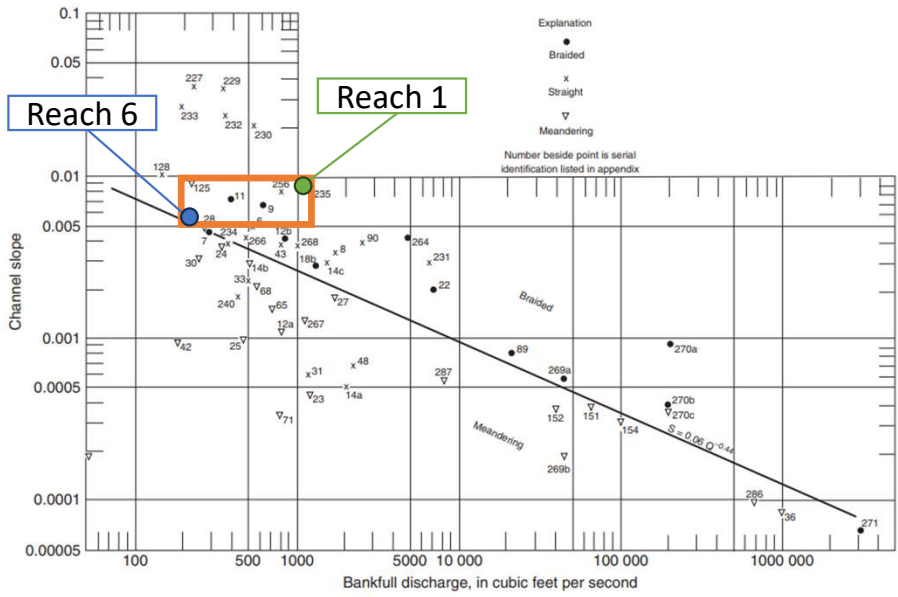 Explanation
Braided
Straight
Meandering
Number beside point is serial
identification listed in appendix
Reach 6
Reach 1
Channel slope
0.1
0.05
0.01
0.005
0.001
0.0005
0.0001
0.00005
227
229
233
232
230
128
125
11
256
9
235
28
7
234
24
266
12b
43
268
8
90
264
18b
14c
231
30
14b
33
68
22
240
65
27
12a
267
42
25
31
48
23
14a
71
287
89
269a
270a
152
151
154
270b
270c
269b
286
36
271
Braided
Meandering
S = 0.06 Q−0.44
100
500
1000
5000
10 000
50 000
100 000
500 000
1000 000
Bankfull discharge, in cubic feet per second